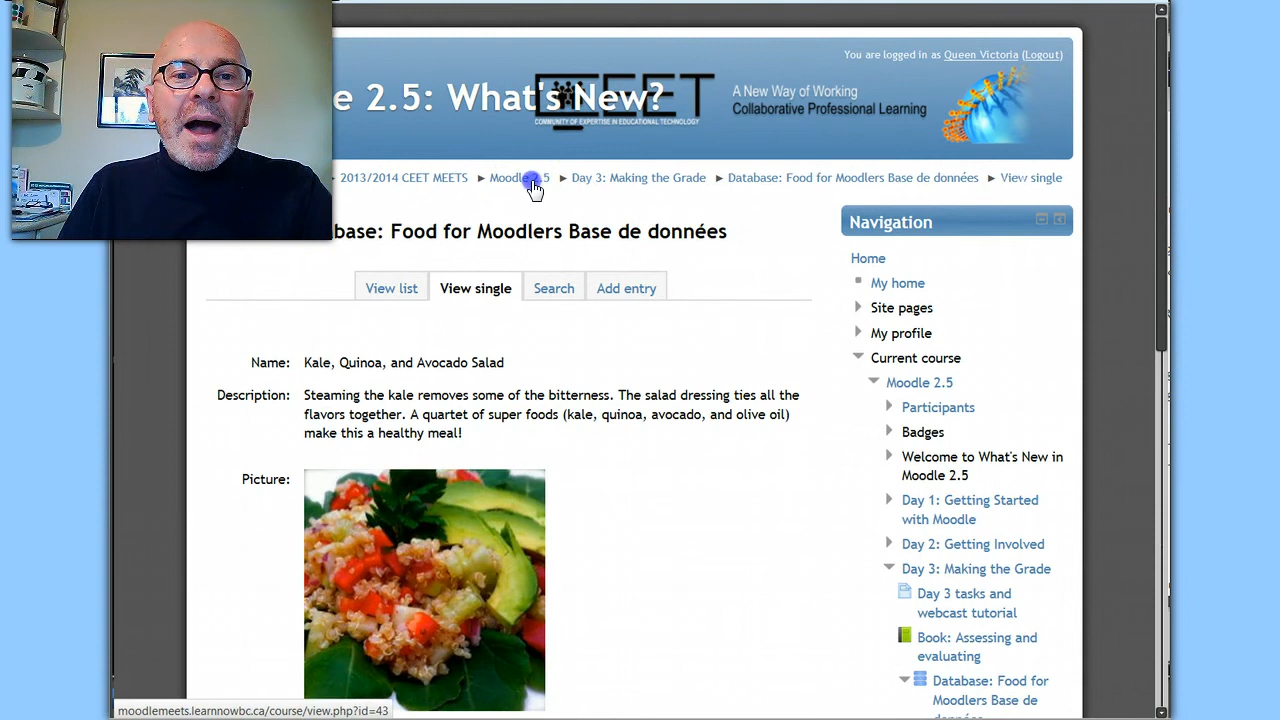 You are logged in as Queen Victoria (Logout)
e 2.5: What's New?
CEET
COMMUNITY OF EXPERTISE IN EDUCATIONAL TECHNOLOGY
A New Way of Working
Collaborative Professional Learning
► 2013/2014 CEET MEETS ► Moodle 2.5 ► Day 3: Making the Grade ► Database: Food for Moodlers Base de données ► View single
base: Food for Moodlers Base de données
View list View single Search Add entry
Name: Kale, Quinoa, and Avocado Salad
Description: Steaming the kale removes some of the bitterness. The salad dressing ties all the
flavors together. A quartet of super foods (kale, quinoa, avocado, and olive oil)
make this a healthy meal!
Picture:
Navigation
Home
My home
Site pages
My profile
Current course
Moodle 2.5
Participants
Badges
Welcome to What's New in
Moodle 2.5
Day 1: Getting Started
with Moodle
Day 2: Getting Involved
Day 3: Making the Grade
Day 3 tasks and
webcast tutorial
Book: Assessing and
evaluating
Database: Food for
Moodlers Base de
moodlemeets.learnnowbc.ca/course/view.php?id=43